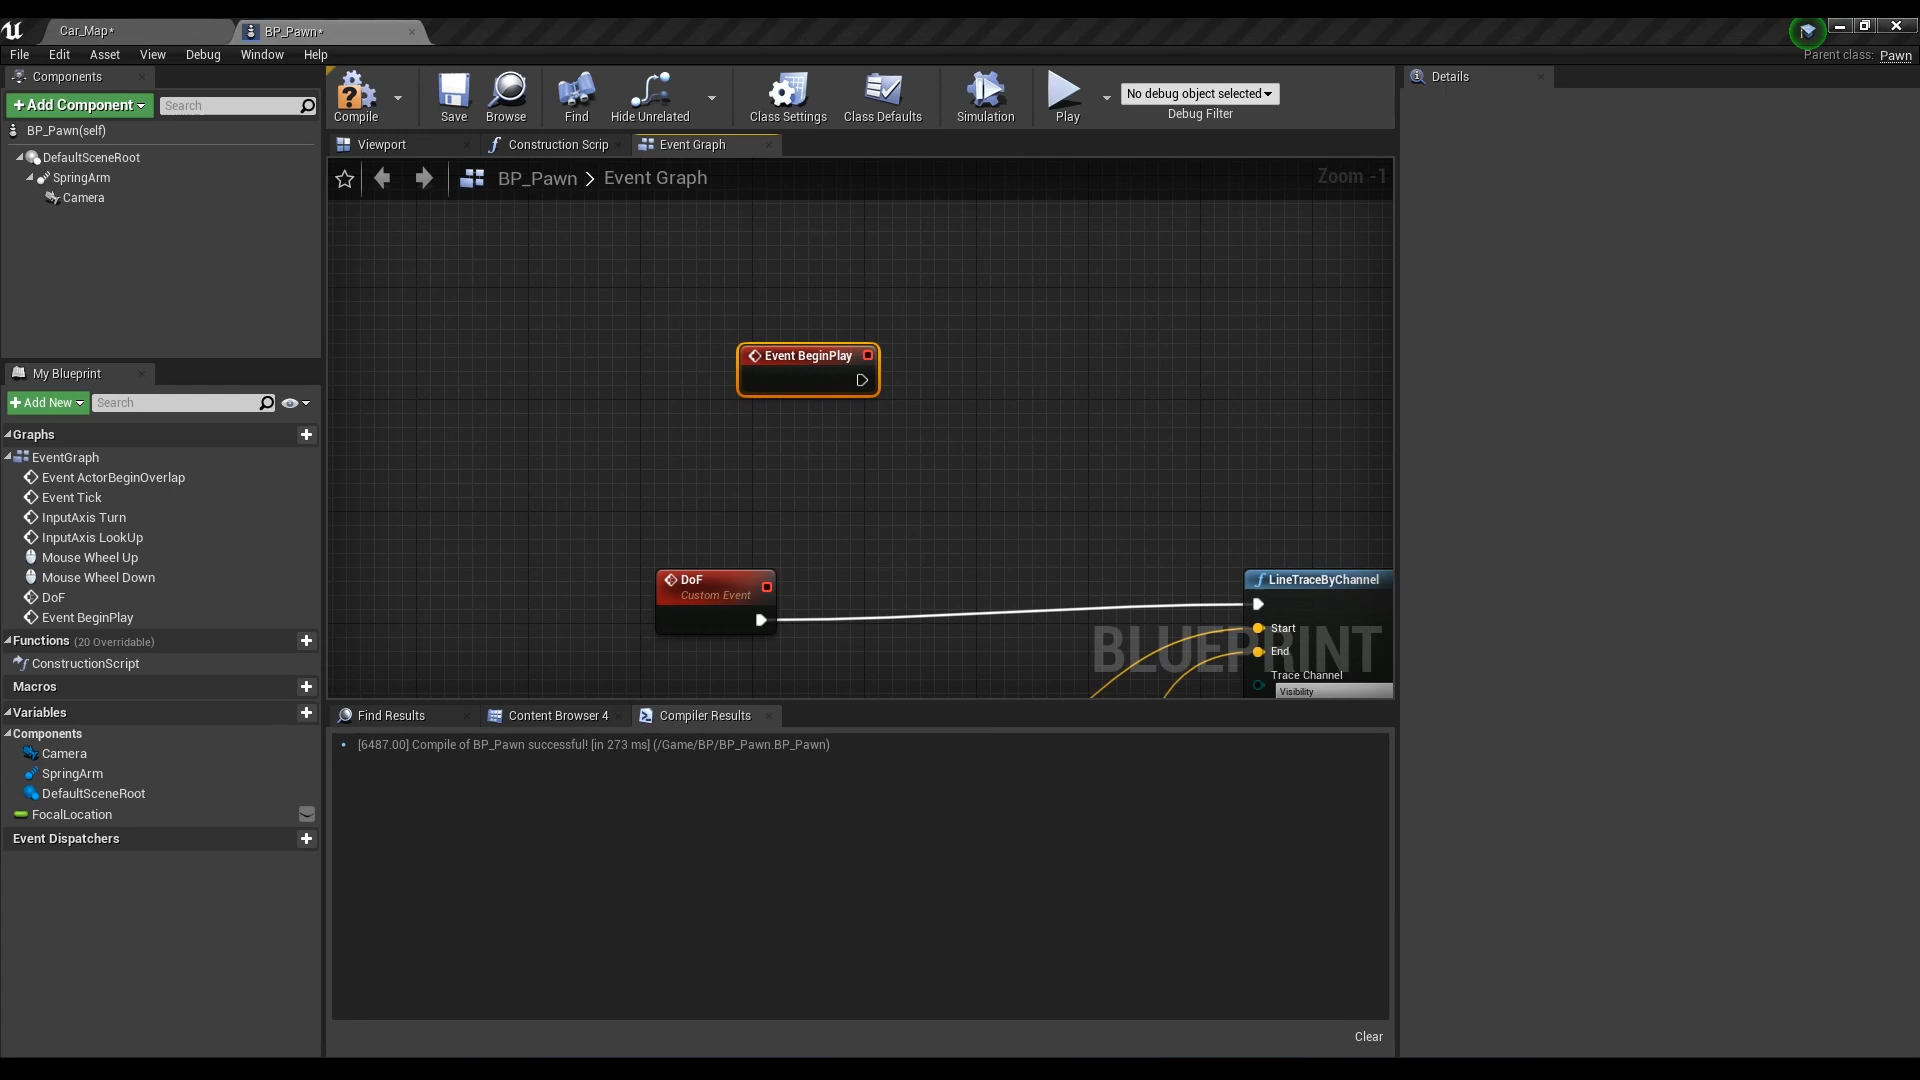 Car_Map*
BP_Pawn*
File Edit Asset View Debug Window Help
Parent class: Pawn
Components
+Add Component
Search
BP_Pawn(self)
DefaultSceneRoot
SpringArm
Camera
Compile
Save
Browse
Find
Hide Unrelated
Class Settings
Class Defaults
Simulation
Play
No debug object selected
Debug Filter
Details
Viewport
Construction Scrip
Event Graph
BP_Pawn > Event Graph
Zoom -1
Event BeginPlay
DoF
Custom Event
LineTraceByChannel
Start
End
Trace Channel
Visibility
BLUEPRINT
My Blueprint
+Add New
Search
Graphs
EventGraph
Event ActorBeginOverlap
Event Tick
InputAxis Turn
InputAxis LookUp
Mouse Wheel Up
Mouse Wheel Down
DoF
Event BeginPlay
Functions (20 Overridable)
ConstructionScript
Macros
Variables
Components
Camera
SpringArm
DefaultSceneRoot
FocalLocation
Event Dispatchers
Find Results
Content Browser 4
Compiler Results
• [6487.00] Compile of BP_Pawn successful! [in 273 ms] (/Game/BP/BP_Pawn.BP_Pawn)
Clear